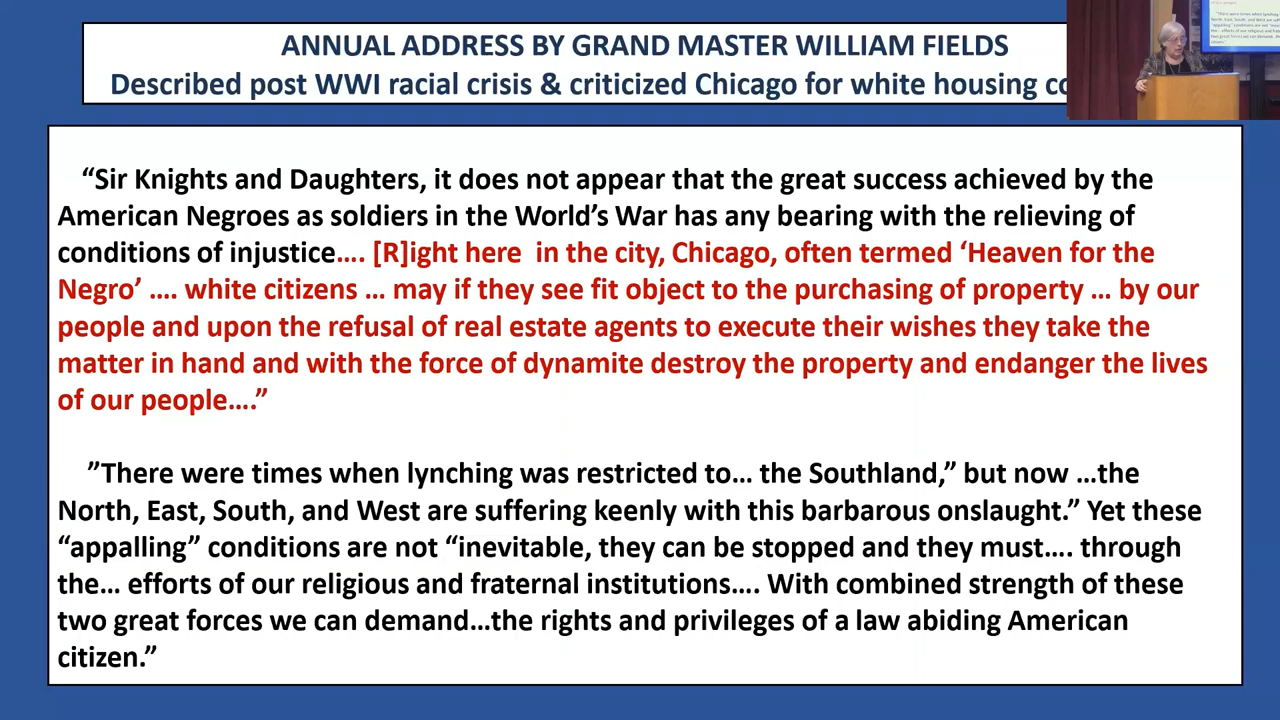 ANNUAL ADDRESS BY GRAND MASTER WILLIAM FIELDS
Described post WWI racial crisis & criticized Chicago for white housing
“Sir Knights and Daughters, it does not appear that the great success achieved by the
American Negroes as soldiers in the World’s War has any bearing with the relieving of
conditions of injustice…. [R]ight here in the city, Chicago, often termed ‘Heaven for the
Negro’ …. white citizens … may if they see fit object to the purchasing of property … by our
people and upon the refusal of real estate agents to execute their wishes they take the
matter in hand and with the force of dynamite destroy the property and endanger the lives
of our people….”
”There were times when lynching was restricted to… the Southland,” but now …the
North, East, South, and West are suffering keenly with this barbarous onslaught.” Yet these
“appalling” conditions are not “inevitable, they can be stopped and they must…. through
the… efforts of our religious and fraternal institutions…. With combined strength of these
two great forces we can demand…the rights and privileges of a law abiding American
citizen.”